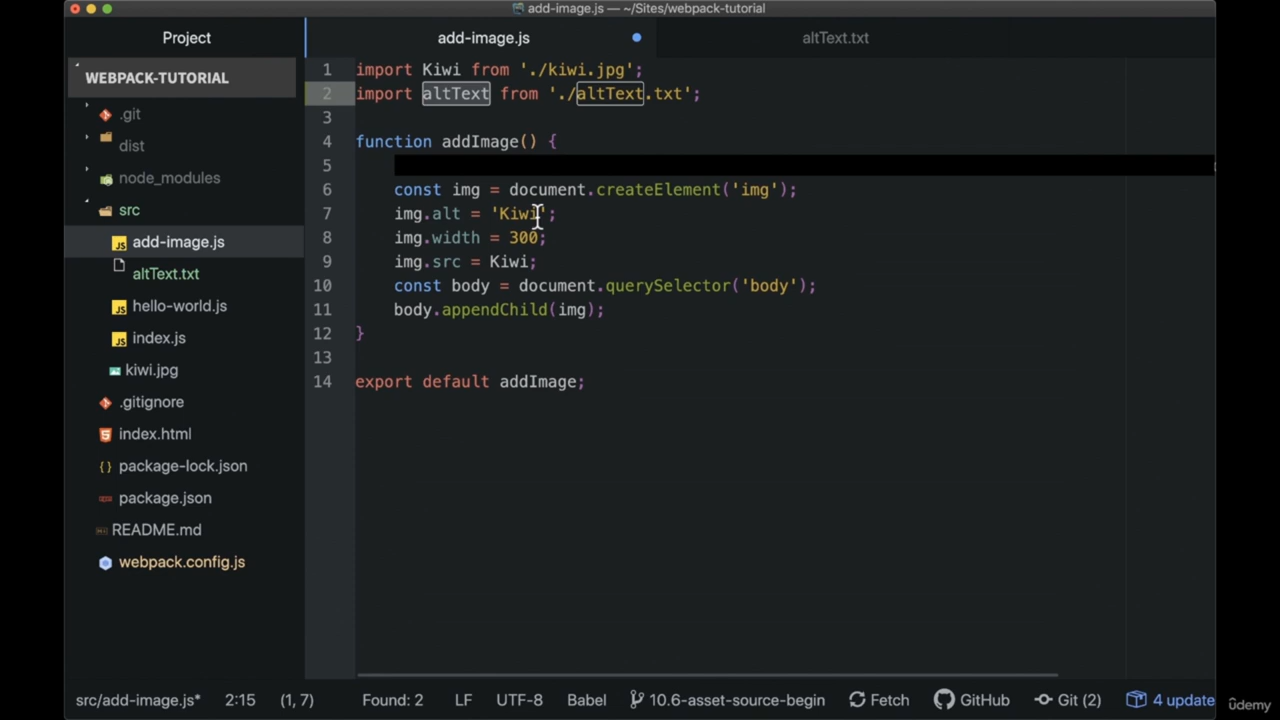 add-image.js — ~/Sites/webpack-tutorial
Project
add-image.js
altText.txt
WEBPACK-TUTORIAL
.git
dist
node_modules
src
add-image.js
altText.txt
hello-world.js
index.js
kiwi.jpg
.gitignore
index.html
package-lock.json
package.json
README.md
webpack.config.js
1 import Kiwi from './kiwi.jpg';
2 import altText from './altText.txt';
3
4 function addImage() {
5
6 const img = document.createElement('img');
7 img.alt = 'Kiwi';
8 img.width = 300;
9 img.src = Kiwi;
10 const body = document.querySelector('body');
11 body.appendChild(img);
12 }
13
14 export default addImage;
src/add-image.js* 2:15 (1, 7) Found: 2 LF UTF-8 Babel 10.6-asset-source-begin Fetch GitHub Git (2) 4 update
ûdemy